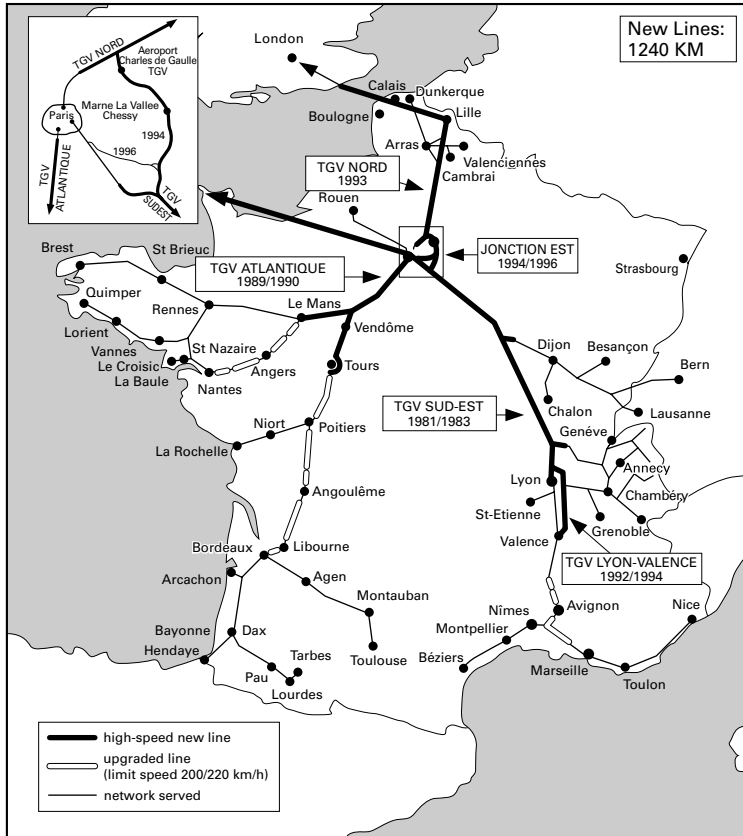 New Lines:
1240 KM
TGV NORD
Aeroport
Charles de Gaulle
TGV
Paris
Marne La Vallee
Chessy
1994
1996
TGV
ATLANTIQUE
TGV
SUDEST
London
Calais
Dunkerque
Boulogne
Lille
Arras
Valenciennes
Cambrai
TGV NORD
1993
Rouen
JONCTION EST
1994/1996
TGV ATLANTIQUE
1989/1990
Strasbourg
Brest
St Brieuc
Quimper
Rennes
Le Mans
Lorient
Vendôme
Vannes
St Nazaire
Le Croisic
La Baule
Angers
Nantes
Tours
Dijon
Besançon
Bern
Chalon
Lausanne
TGV SUD-EST
1981/1983
Genéve
Niort
Poitiers
La Rochelle
Annecy
Lyon
Chambéry
Angoulême
St-Etienne
Grenoble
Valence
TGV LYON-VALENCE
1992/1994
Bordeaux
Libourne
Arcachon
Agen
Montauban
Avignon
Nice
Nîmes
Montpellier
Bayonne
Dax
Hendaye
Toulouse
Béziers
Marseille
Toulon
Tarbes
Pau
Lourdes
high-speed new line
upgraded line
(limit speed 200/220 km/h)
network served